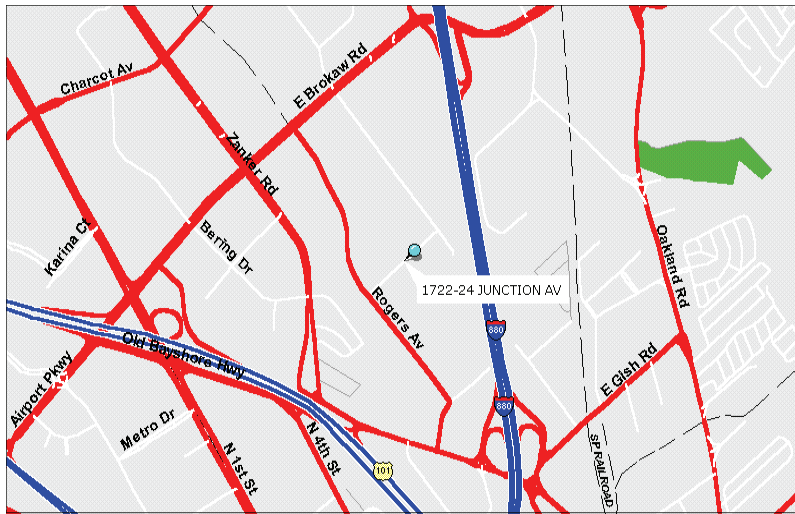 Charcot Av
E Brokaw Rd
Zanker Rd
Karina Ct
Bering Dr
Oakland Rd
1722-24 JUNCTION AV
Rogers Av
880
Old Bayshore Hwy
E Gish Rd
Airport Pkwy
880
Metro Dr
N 1st St
N 4th St
101
SP RAILROAD